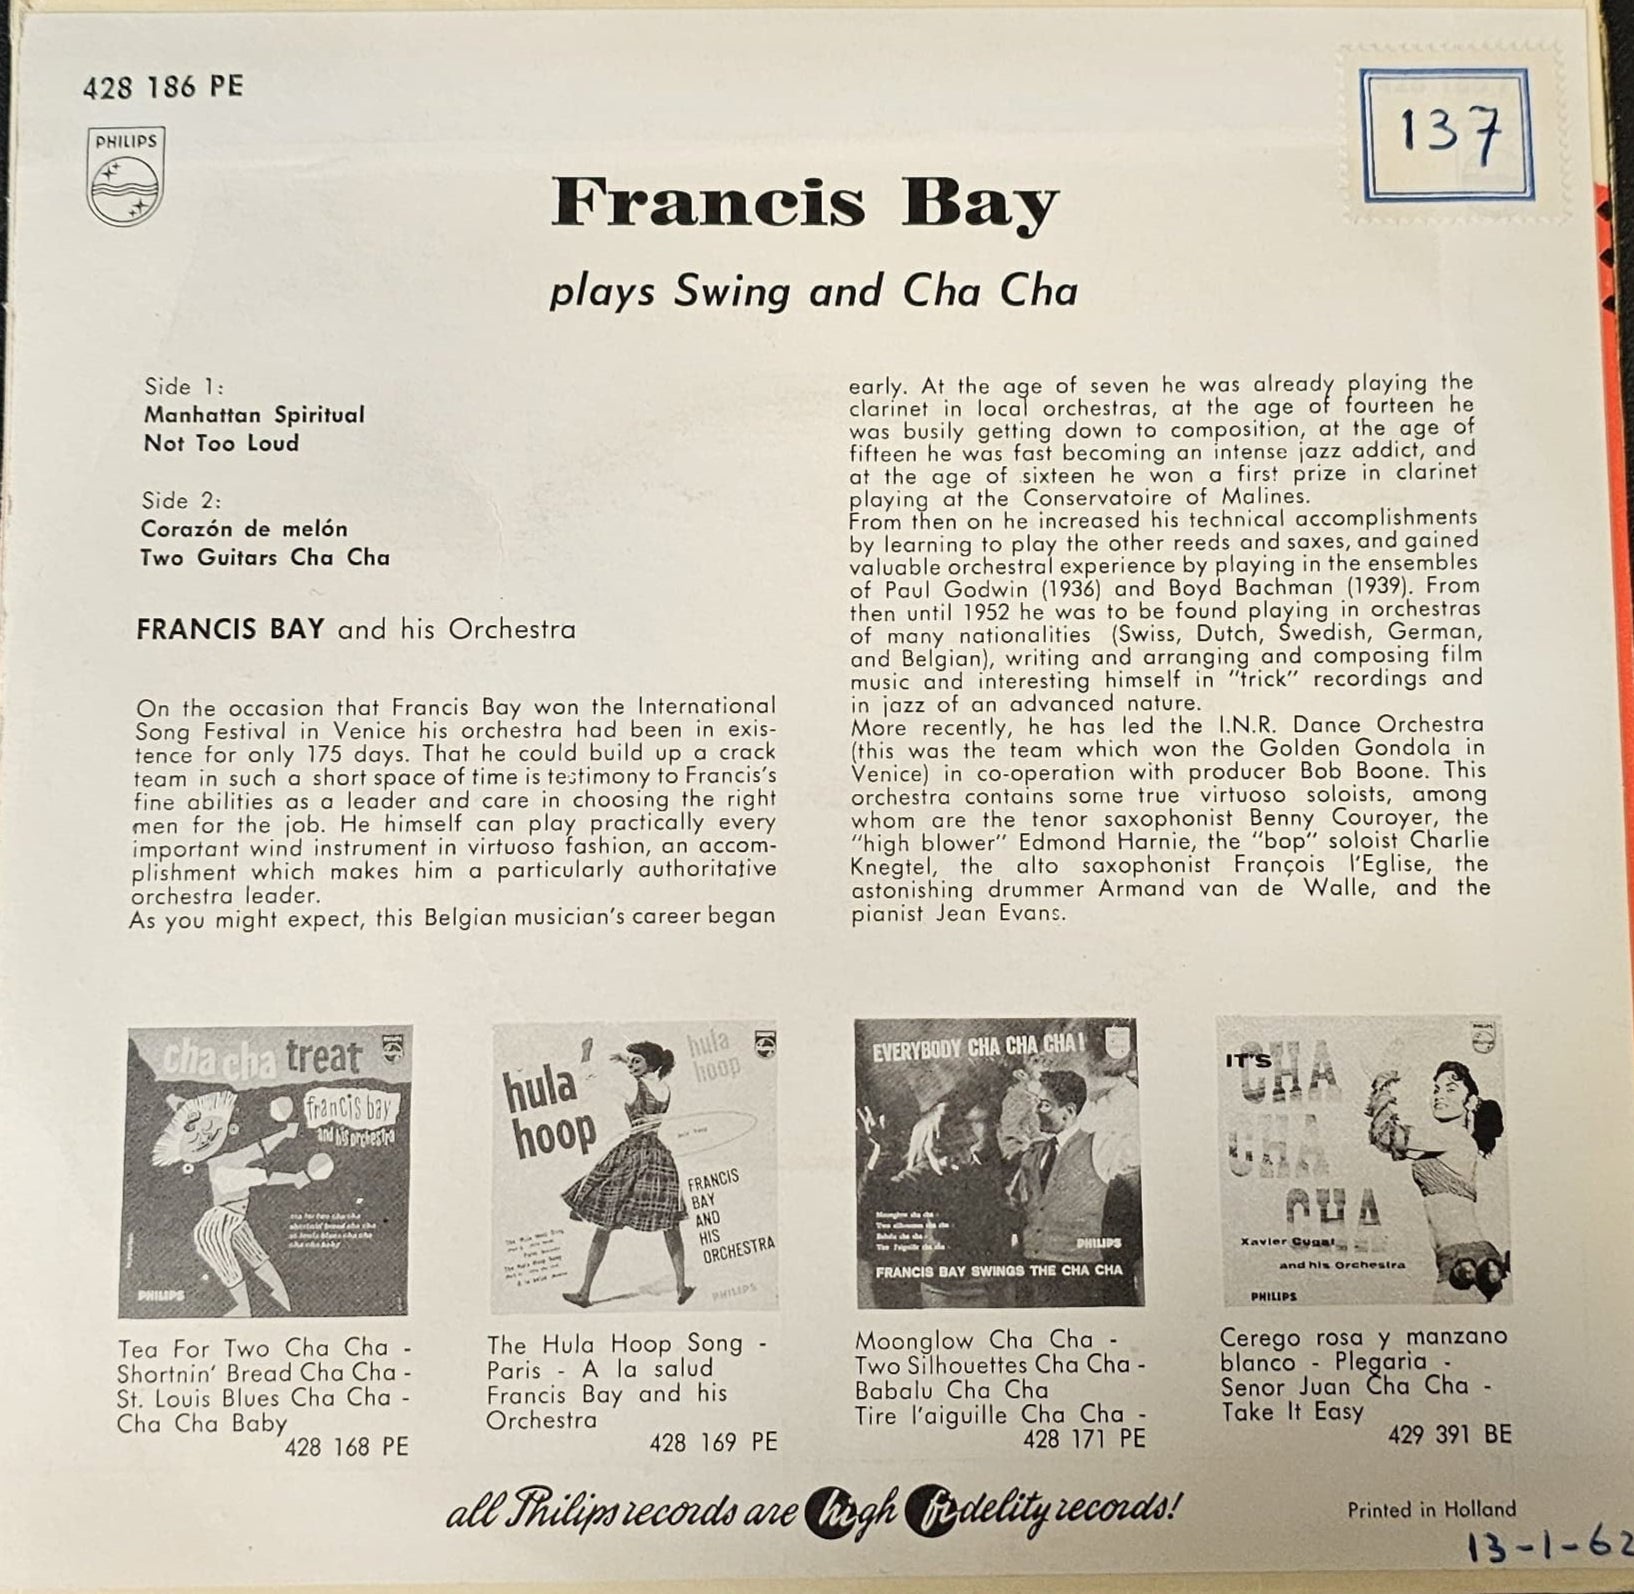 428 186 PE
PHILIPS
137
Francis Bay
plays Swing and Cha Cha
Side 1:
Manhattan Spiritual
Not Too Loud
Side 2:
Corazón de melón
Two Guitars Cha Cha
FRANCIS BAY and his Orchestra
On the occasion that Francis Bay won the International
Song Festival in Venice his orchestra had been in exis-
tence for only 175 days. That he could build up a crack
team in such a short space of time is testimony to Francis's
fine abilities as a leader and care in choosing the right
men for the job. He himself can play practically every
important wind instrument in virtuoso fashion, an accom-
plishment which makes him a particularly authoritative
orchestra leader.
As you might expect, this Belgian musician's career began
early. At the age of seven he was already playing the
clarinet in local orchestras, at the age of fourteen he
was busily getting down to composition, at the age of
fifteen he was fast becoming an intense jazz addict, and
at the age of sixteen he won a first prize in clarinet
playing at the Conservatoire of Malines.
From then on he increased his technical accomplishments
by learning to play the other reeds and saxes, and gained
valuable orchestral experience by playing in the ensembles
of Paul Godwin (1936) and Boyd Bachman (1939). From
then until 1952 he was to be found playing in orchestras
of many nationalities (Swiss, Dutch, Swedish, German,
and Belgian), writing and arranging and composing film
music and interesting himself in "trick" recordings and
in jazz of an advanced nature.
More recently, he has led the I.N.R. Dance Orchestra
(this was the team which won the Golden Gondola in
Venice) in co-operation with producer Bob Boone. This
orchestra contains some true virtuoso soloists, among
whom are the tenor saxophonist Benny Couroyer, the
"high blower" Edmond Harnie, the "bop" soloist Charlie
Knegtel, the alto saxophonist François l'Eglise, the
astonishing drummer Armand van de Walle, and the
pianist Jean Evans.
cha cha treat
francis bay
and his orchestra
PHILIPS
Tea For Two Cha Cha -
Shortnin' Bread Cha Cha -
St. Louis Blues Cha Cha -
Cha Cha Baby
428 168 PE
hula
hoop
hula
hoop
FRANCIS
BAY
AND
HIS
ORCHESTRA
PHILIPS
The Hula Hoop Song -
Paris - A la salud
Francis Bay and his
Orchestra
428 169 PE
EVERYBODY CHA CHA CHA!
PHILIPS
FRANCIS BAY SWINGS THE CHA CHA
Moonglow Cha Cha -
Two Silhouettes Cha Cha -
Babalu Cha Cha
Tire l'aiguille Cha Cha -
428 171 PE
IT'S
CHA
CHA
CHA
Xavier Cugat
and his Orchestra
PHILIPS
Cerego rosa y manzano
blanco - Plegaria -
Senor Juan Cha Cha -
Take It Easy
429 391 BE
all Philips records are high fidelity records!
Printed in Holland
13-1-62